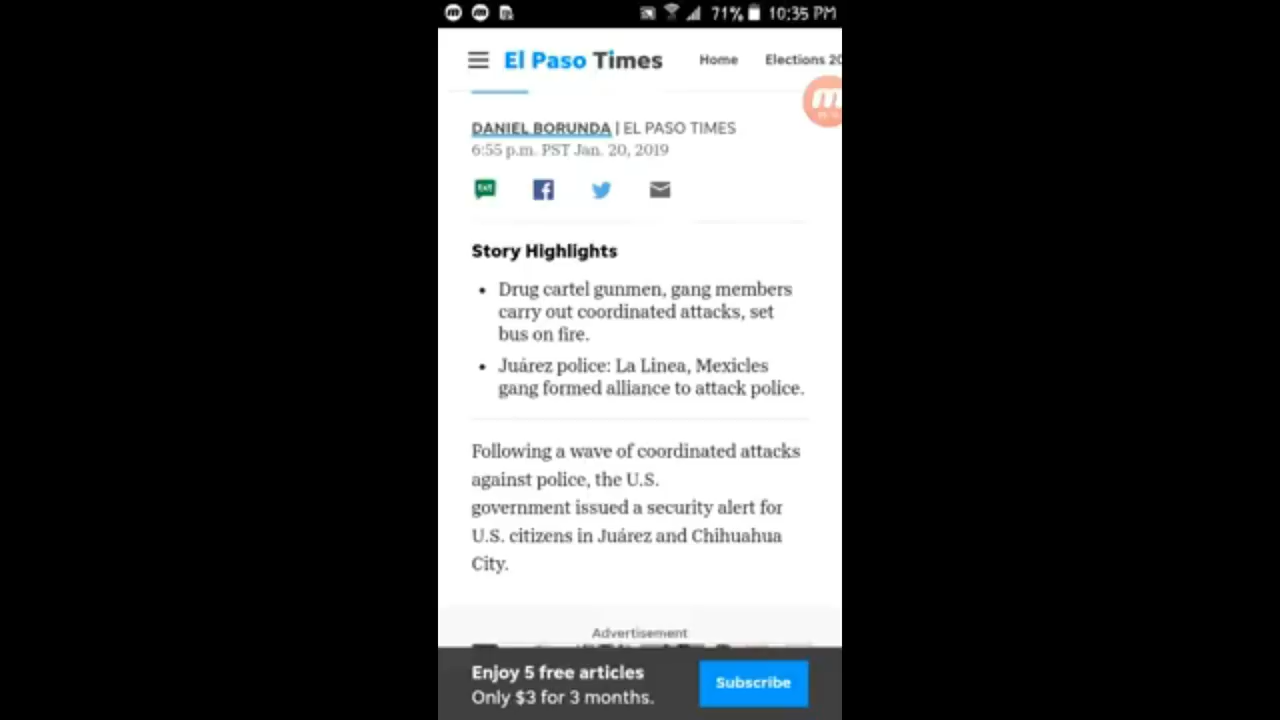 71% 10:35 PM
El Paso Times Home Elections 20
DANIEL BORUNDA | EL PASO TIMES
6:55 p.m. PST Jan. 20, 2019
Story Highlights
• Drug cartel gunmen, gang members
carry out coordinated attacks, set
bus on fire.
• Juárez police: La Linea, Mexicles
gang formed alliance to attack police.
Following a wave of coordinated attacks
against police, the U.S.
government issued a security alert for
U.S. citizens in Juárez and Chihuahua
City.
Advertisement
Enjoy 5 free articles
Only $3 for 3 months.
Subscribe